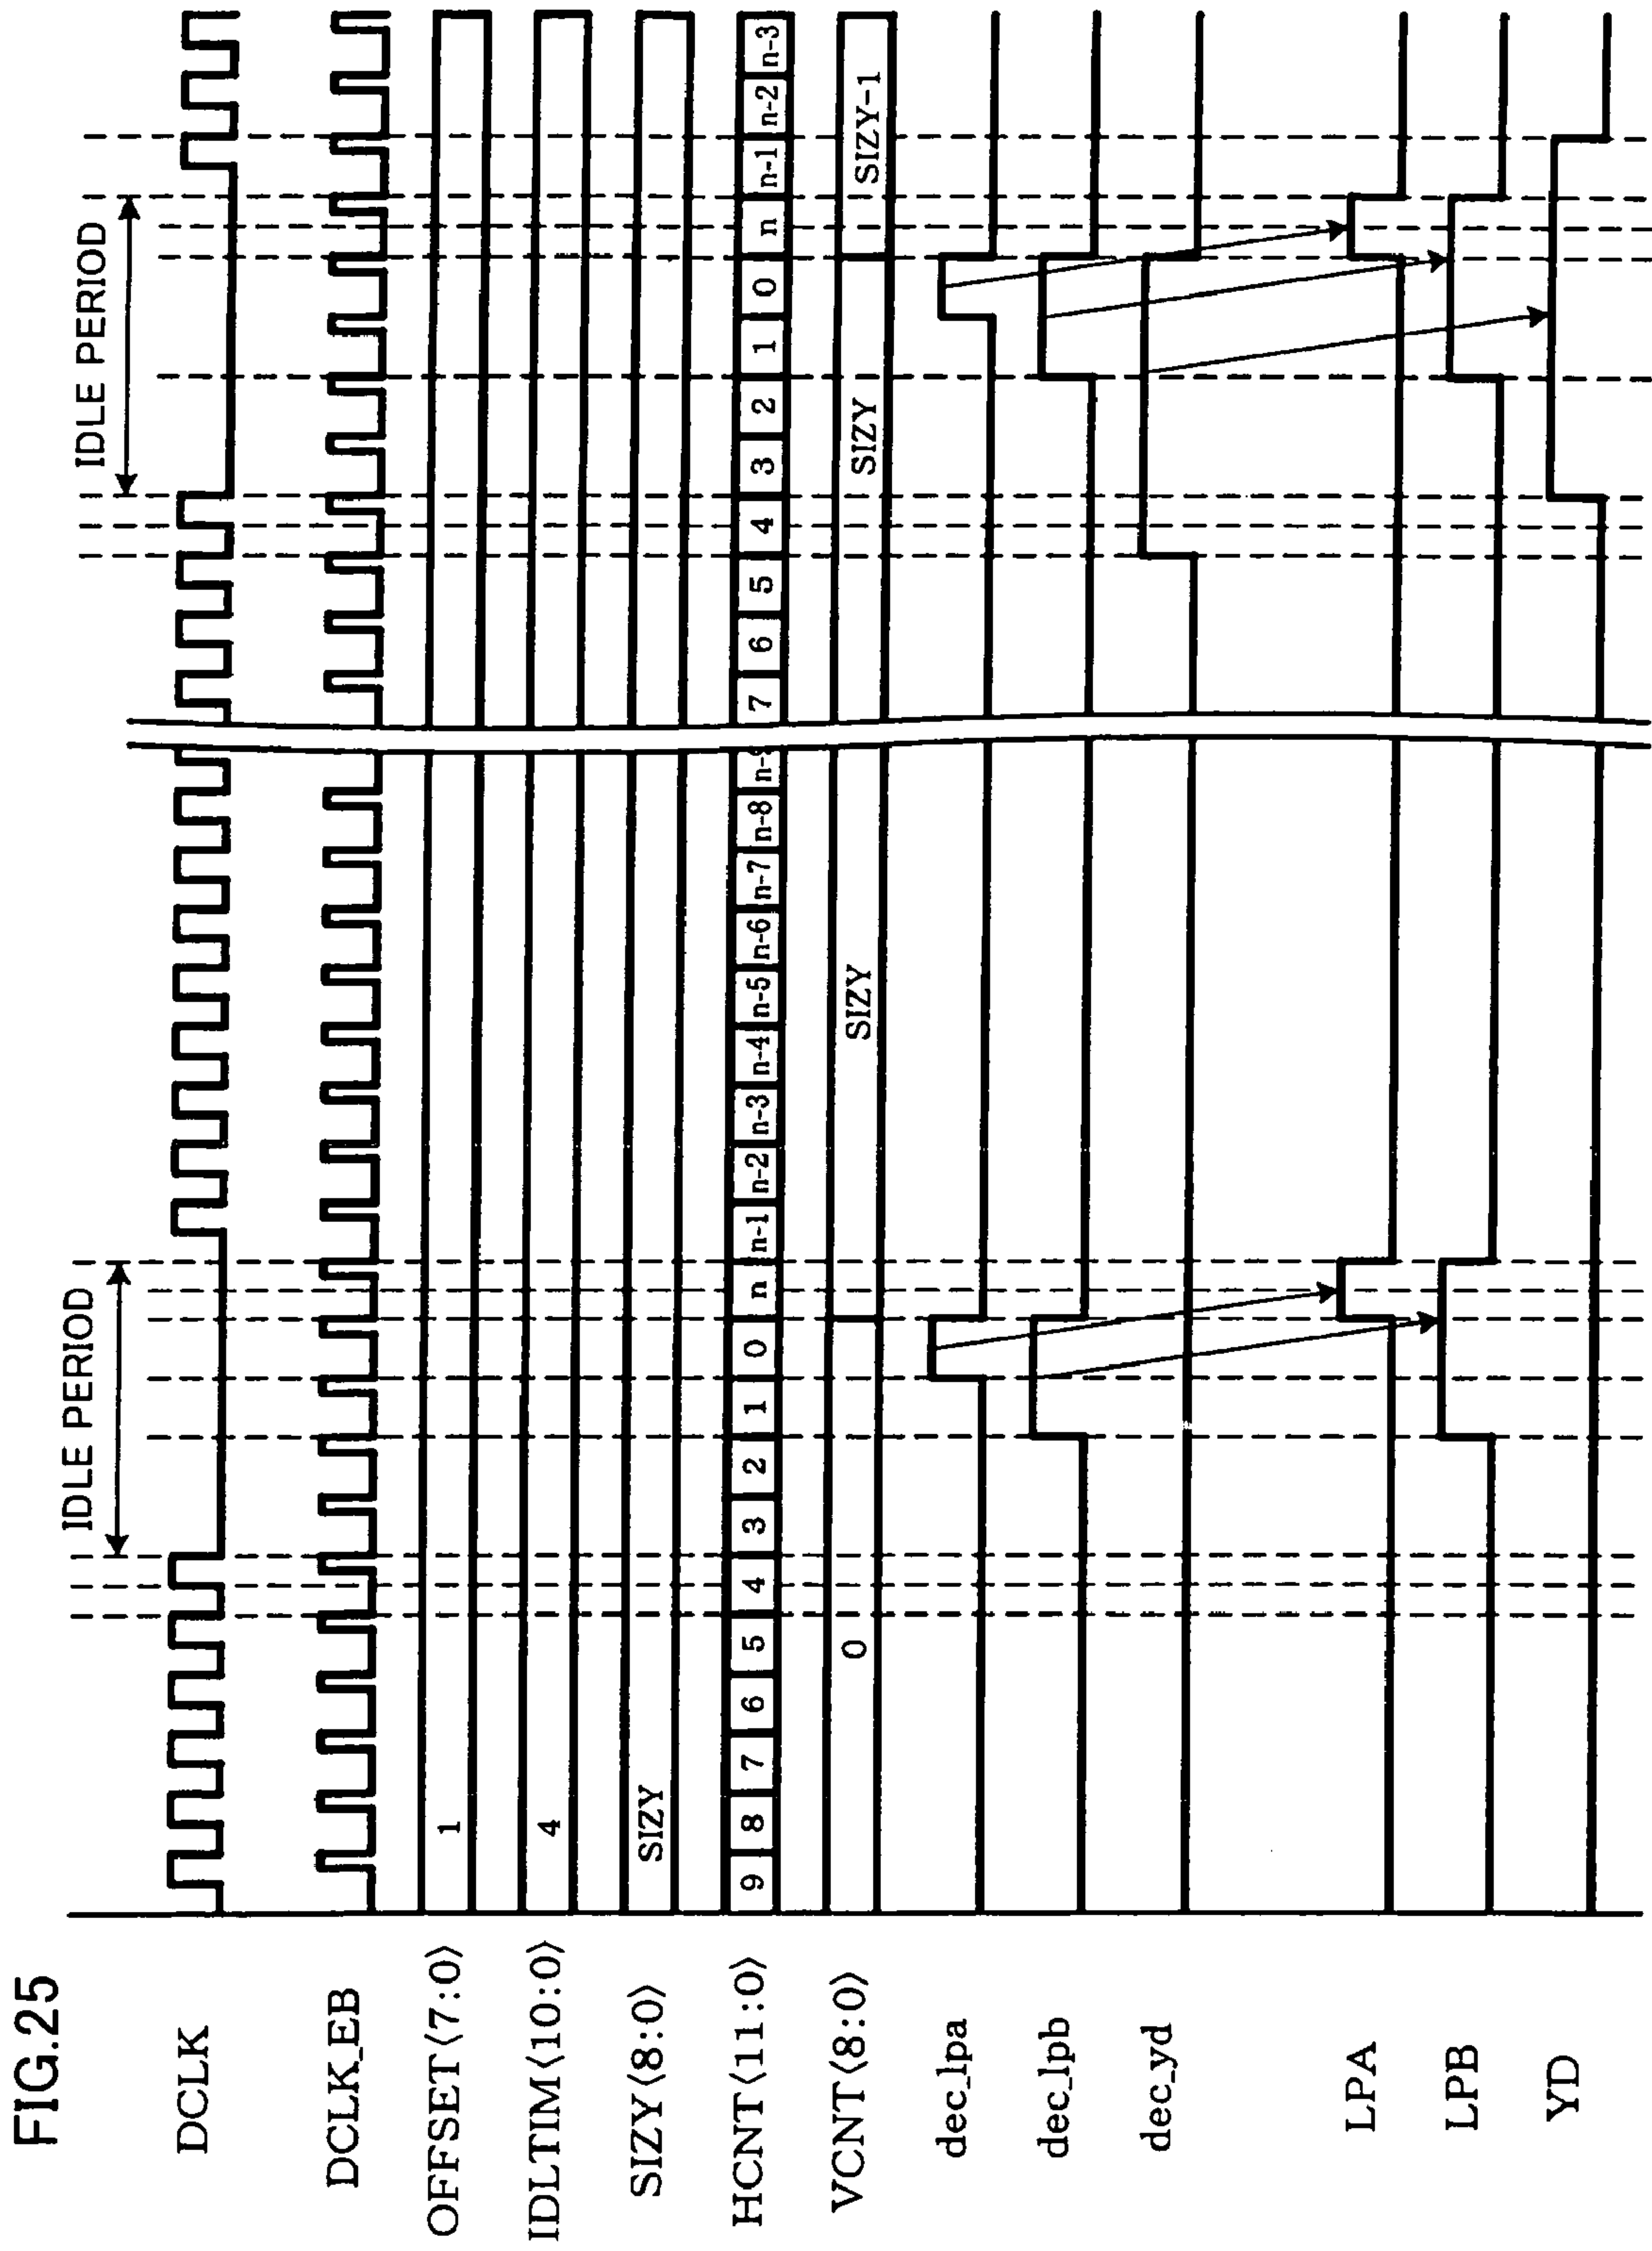 FIG.25
IDLE PERIOD
IDLE PERIOD
DCLK
DCLK_EB
OFFSET⟨7:0⟩
1
IDLTIM⟨10:0⟩
4
SIZY⟨8:0⟩
SIZY
HCNT⟨11:0⟩
9 8 7 6 5 4 3 2 1 0 n n-1 n-2 n-3 n-4 n-5 n-6 n-7 n-8 7 6 5 4 3 2 1 0 n n-1 n-2 n-3
VCNT⟨8:0⟩
0 SIZY SIZY SIZY-1
dec_lpa
dec_lpb
dec_yd
LPA
LPB
YD